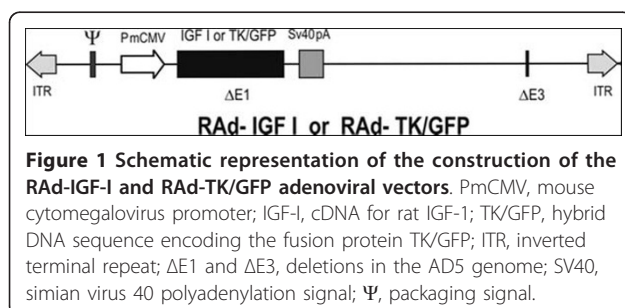 Ψ PmCMV IGF I or TK/GFP Sv40pA
ITR ΔE1 ΔE3 ITR
RAd- IGF I or RAd- TK/GFP
Figure 1 Schematic representation of the construction of the
RAd-IGF-I and RAd-TK/GFP adenoviral vectors. PmCMV, mouse
cytomegalovirus promoter; IGF-I, cDNA for rat IGF-1; TK/GFP, hybrid
DNA sequence encoding the fusion protein TK/GFP; ITR, inverted
terminal repeat; ΔE1 and ΔE3, deletions in the AD5 genome; SV40,
simian virus 40 polyadenylation signal; Ψ, packaging signal.